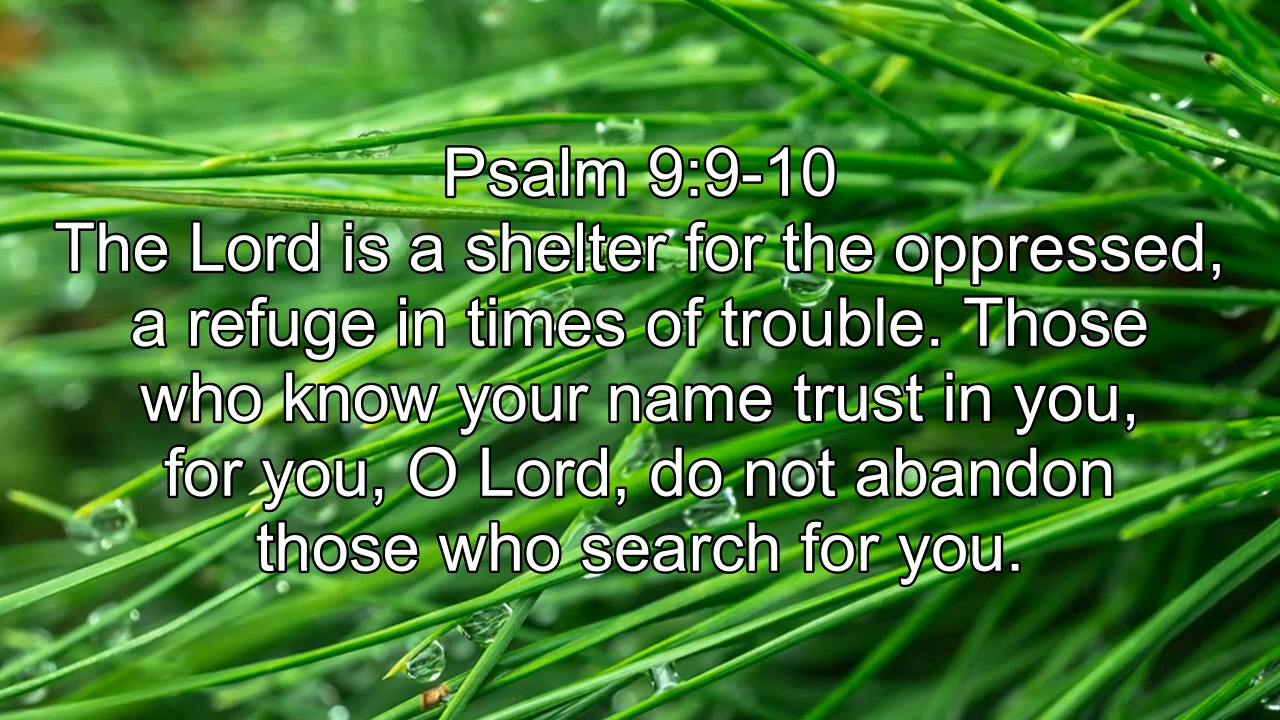 Psalm 9:9-10
The Lord is a shelter for the oppressed,
a refuge in times of trouble. Those
who know your name trust in you,
for you, O Lord, do not abandon
those who search for you.